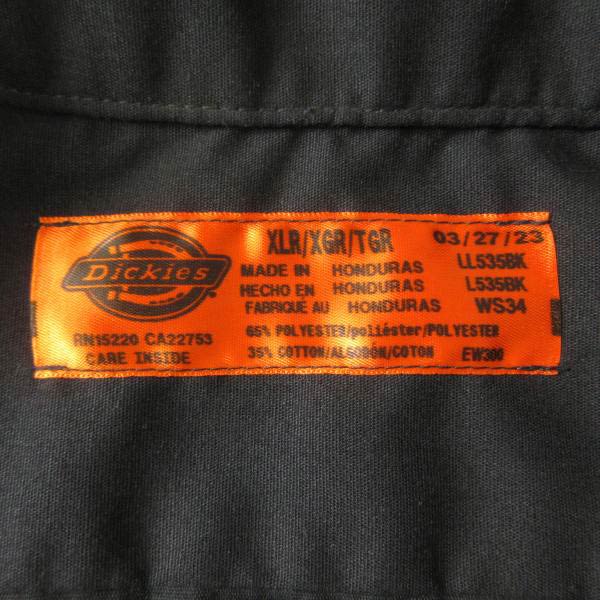 Dickies
RN15220 CA22753
CARE INSIDE
XLR/XGR/TGR 03/27/23
MADE IN HONDURAS LL535BK
HECHO EN HONDURAS L535BK
FABRIQUE AU HONDURAS WS34
65% POLYESTER/poliéster/POLYESTER
35% COTTON/ALGODÓN/COTON EW300